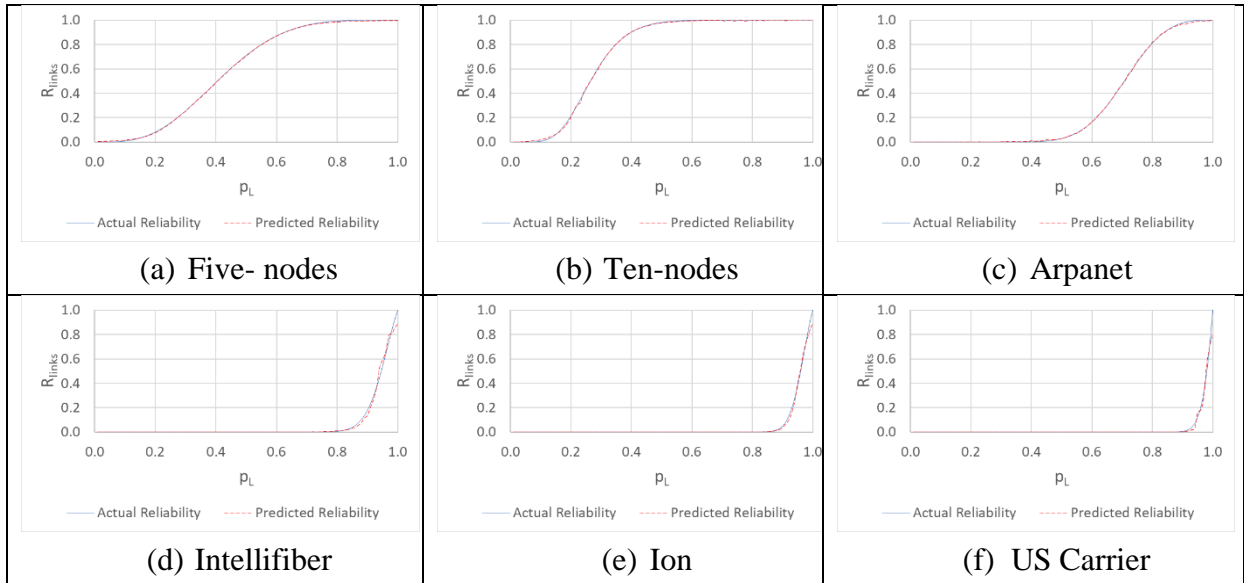 1.0
0.8
0.6
0.4
0.2
0.0
R_links
0.0 0.2 0.4 0.6 0.8 1.0
p_L
Actual Reliability Predicted Reliability
(a) Five- nodes
1.0
0.8
0.6
0.4
0.2
0.0
R_links
0.0 0.2 0.4 0.6 0.8 1.0
p_L
Actual Reliability Predicted Reliability
(b) Ten-nodes
1.0
0.8
0.6
0.4
0.2
0.0
R_links
0.0 0.2 0.4 0.6 0.8 1.0
p_L
Actual Reliability Predicted Reliability
(c) Arpanet
1.0
0.8
0.6
0.4
0.2
0.0
R_links
0.0 0.2 0.4 0.6 0.8 1.0
p_L
Actual Reliability Predicted Reliability
(d) Intellifiber
1.0
0.8
0.6
0.4
0.2
0.0
R_links
0.0 0.2 0.4 0.6 0.8 1.0
p_L
Actual Reliability Predicted Reliability
(e) Ion
1.0
0.8
0.6
0.4
0.2
0.0
R_links
0.0 0.2 0.4 0.6 0.8 1.0
p_L
Actual Reliability Predicted Reliability
(f) US Carrier